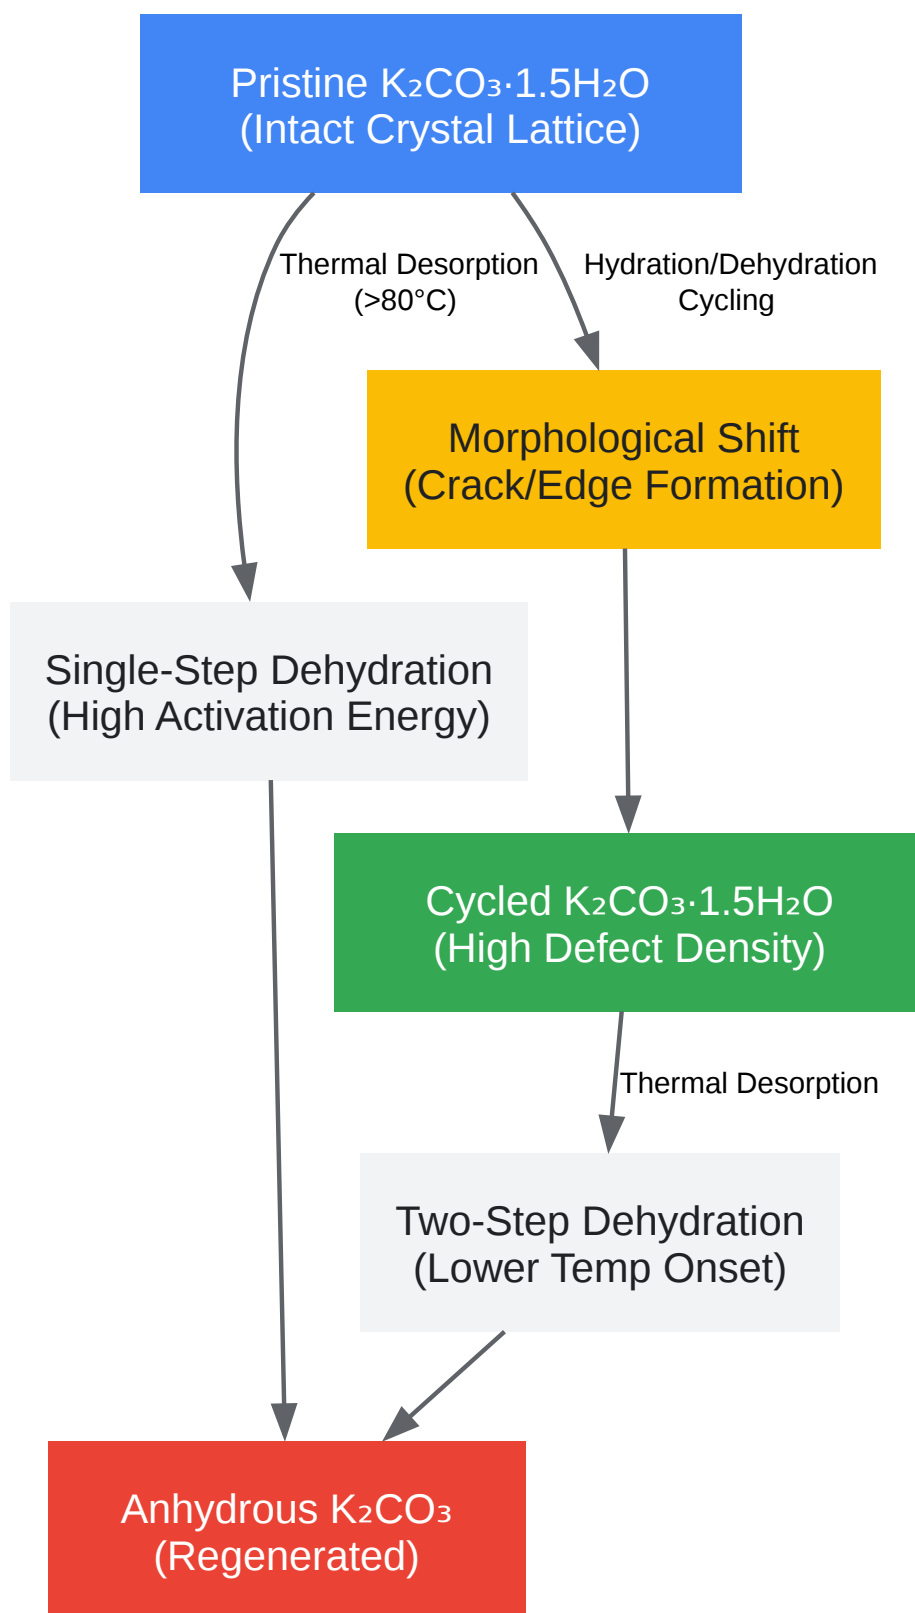 Pristine K₂CO₃·1.5H₂O
(Intact Crystal Lattice)
Thermal Desorption
(>80°C)
Hydration/Dehydration
Cycling
Morphological Shift
(Crack/Edge Formation)
Single-Step Dehydration
(High Activation Energy)
Cycled K₂CO₃·1.5H₂O
(High Defect Density)
Thermal Desorption
Two-Step Dehydration
(Lower Temp Onset)
Anhydrous K₂CO₃
(Regenerated)